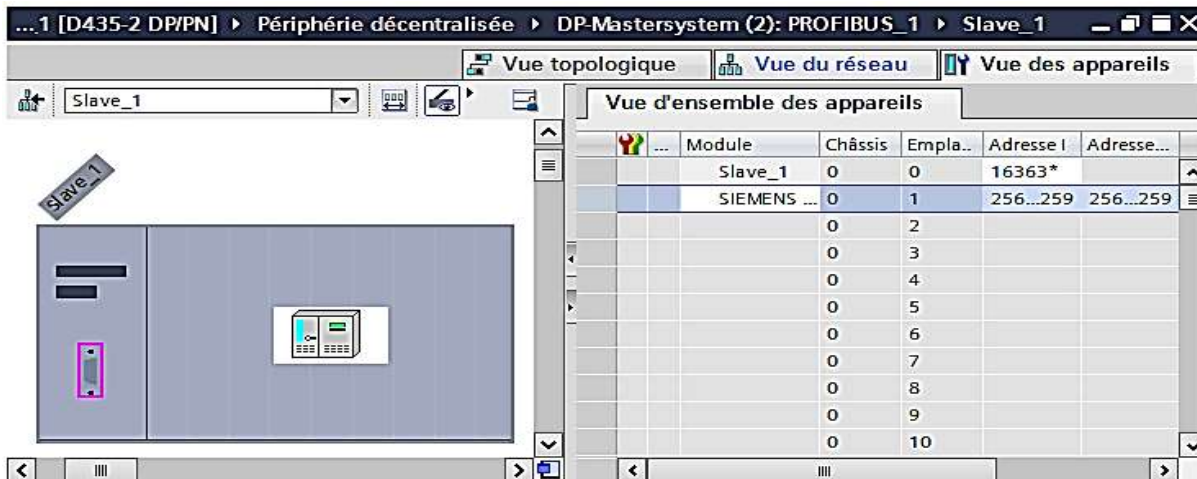 ...1 [D435-2 DP/PN] Périphérie décentralisée DP-Mastersystem (2): PROFIBUS_1 Slave_1
Vue topologique Vue du réseau Vue des appareils
Slave_1
Vue d'ensemble des appareils
... Module Châssis Empla.. Adresse I Adresse...
Slave_1 0 0 16363*
SIEMENS ... 0 1 256...259 256...259
0 2
0 3
0 4
0 5
0 6
0 7
0 8
0 9
0 10
Slave_1